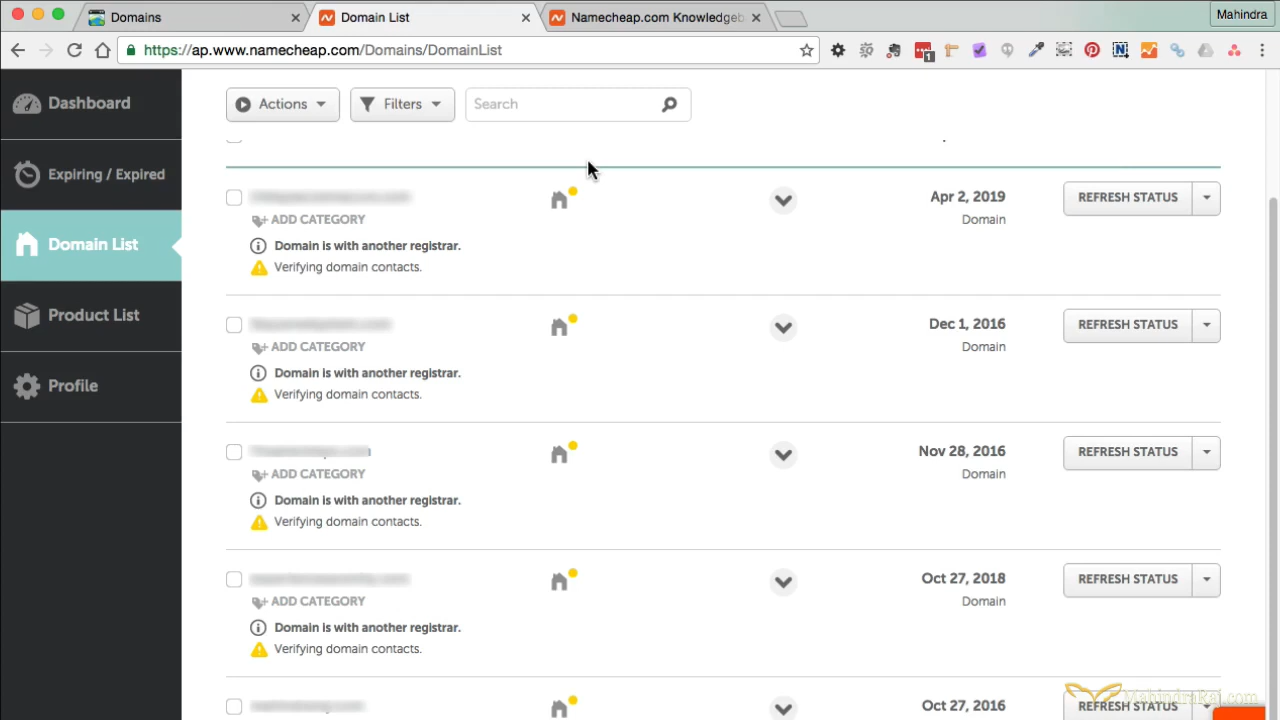 Domains
Domain List
Namecheap.com Knowledgeb
Mahindra
https://ap.www.namecheap.com/Domains/DomainList
1
Dashboard
Expiring / Expired
Domain List
Product List
Profile
Actions
Filters
Search
Apr 2, 2019
REFRESH STATUS
ADD CATEGORY
Domain
Domain is with another registrar.
Verifying domain contacts.
Dec 1, 2016
REFRESH STATUS
ADD CATEGORY
Domain
Domain is with another registrar.
Verifying domain contacts.
Nov 28, 2016
REFRESH STATUS
ADD CATEGORY
Domain
Domain is with another registrar.
Verifying domain contacts.
Oct 27, 2018
REFRESH STATUS
ADD CATEGORY
Domain
Domain is with another registrar.
Verifying domain contacts.
Oct 27, 2016
REFRESH STATUS
MahindraRaj.com